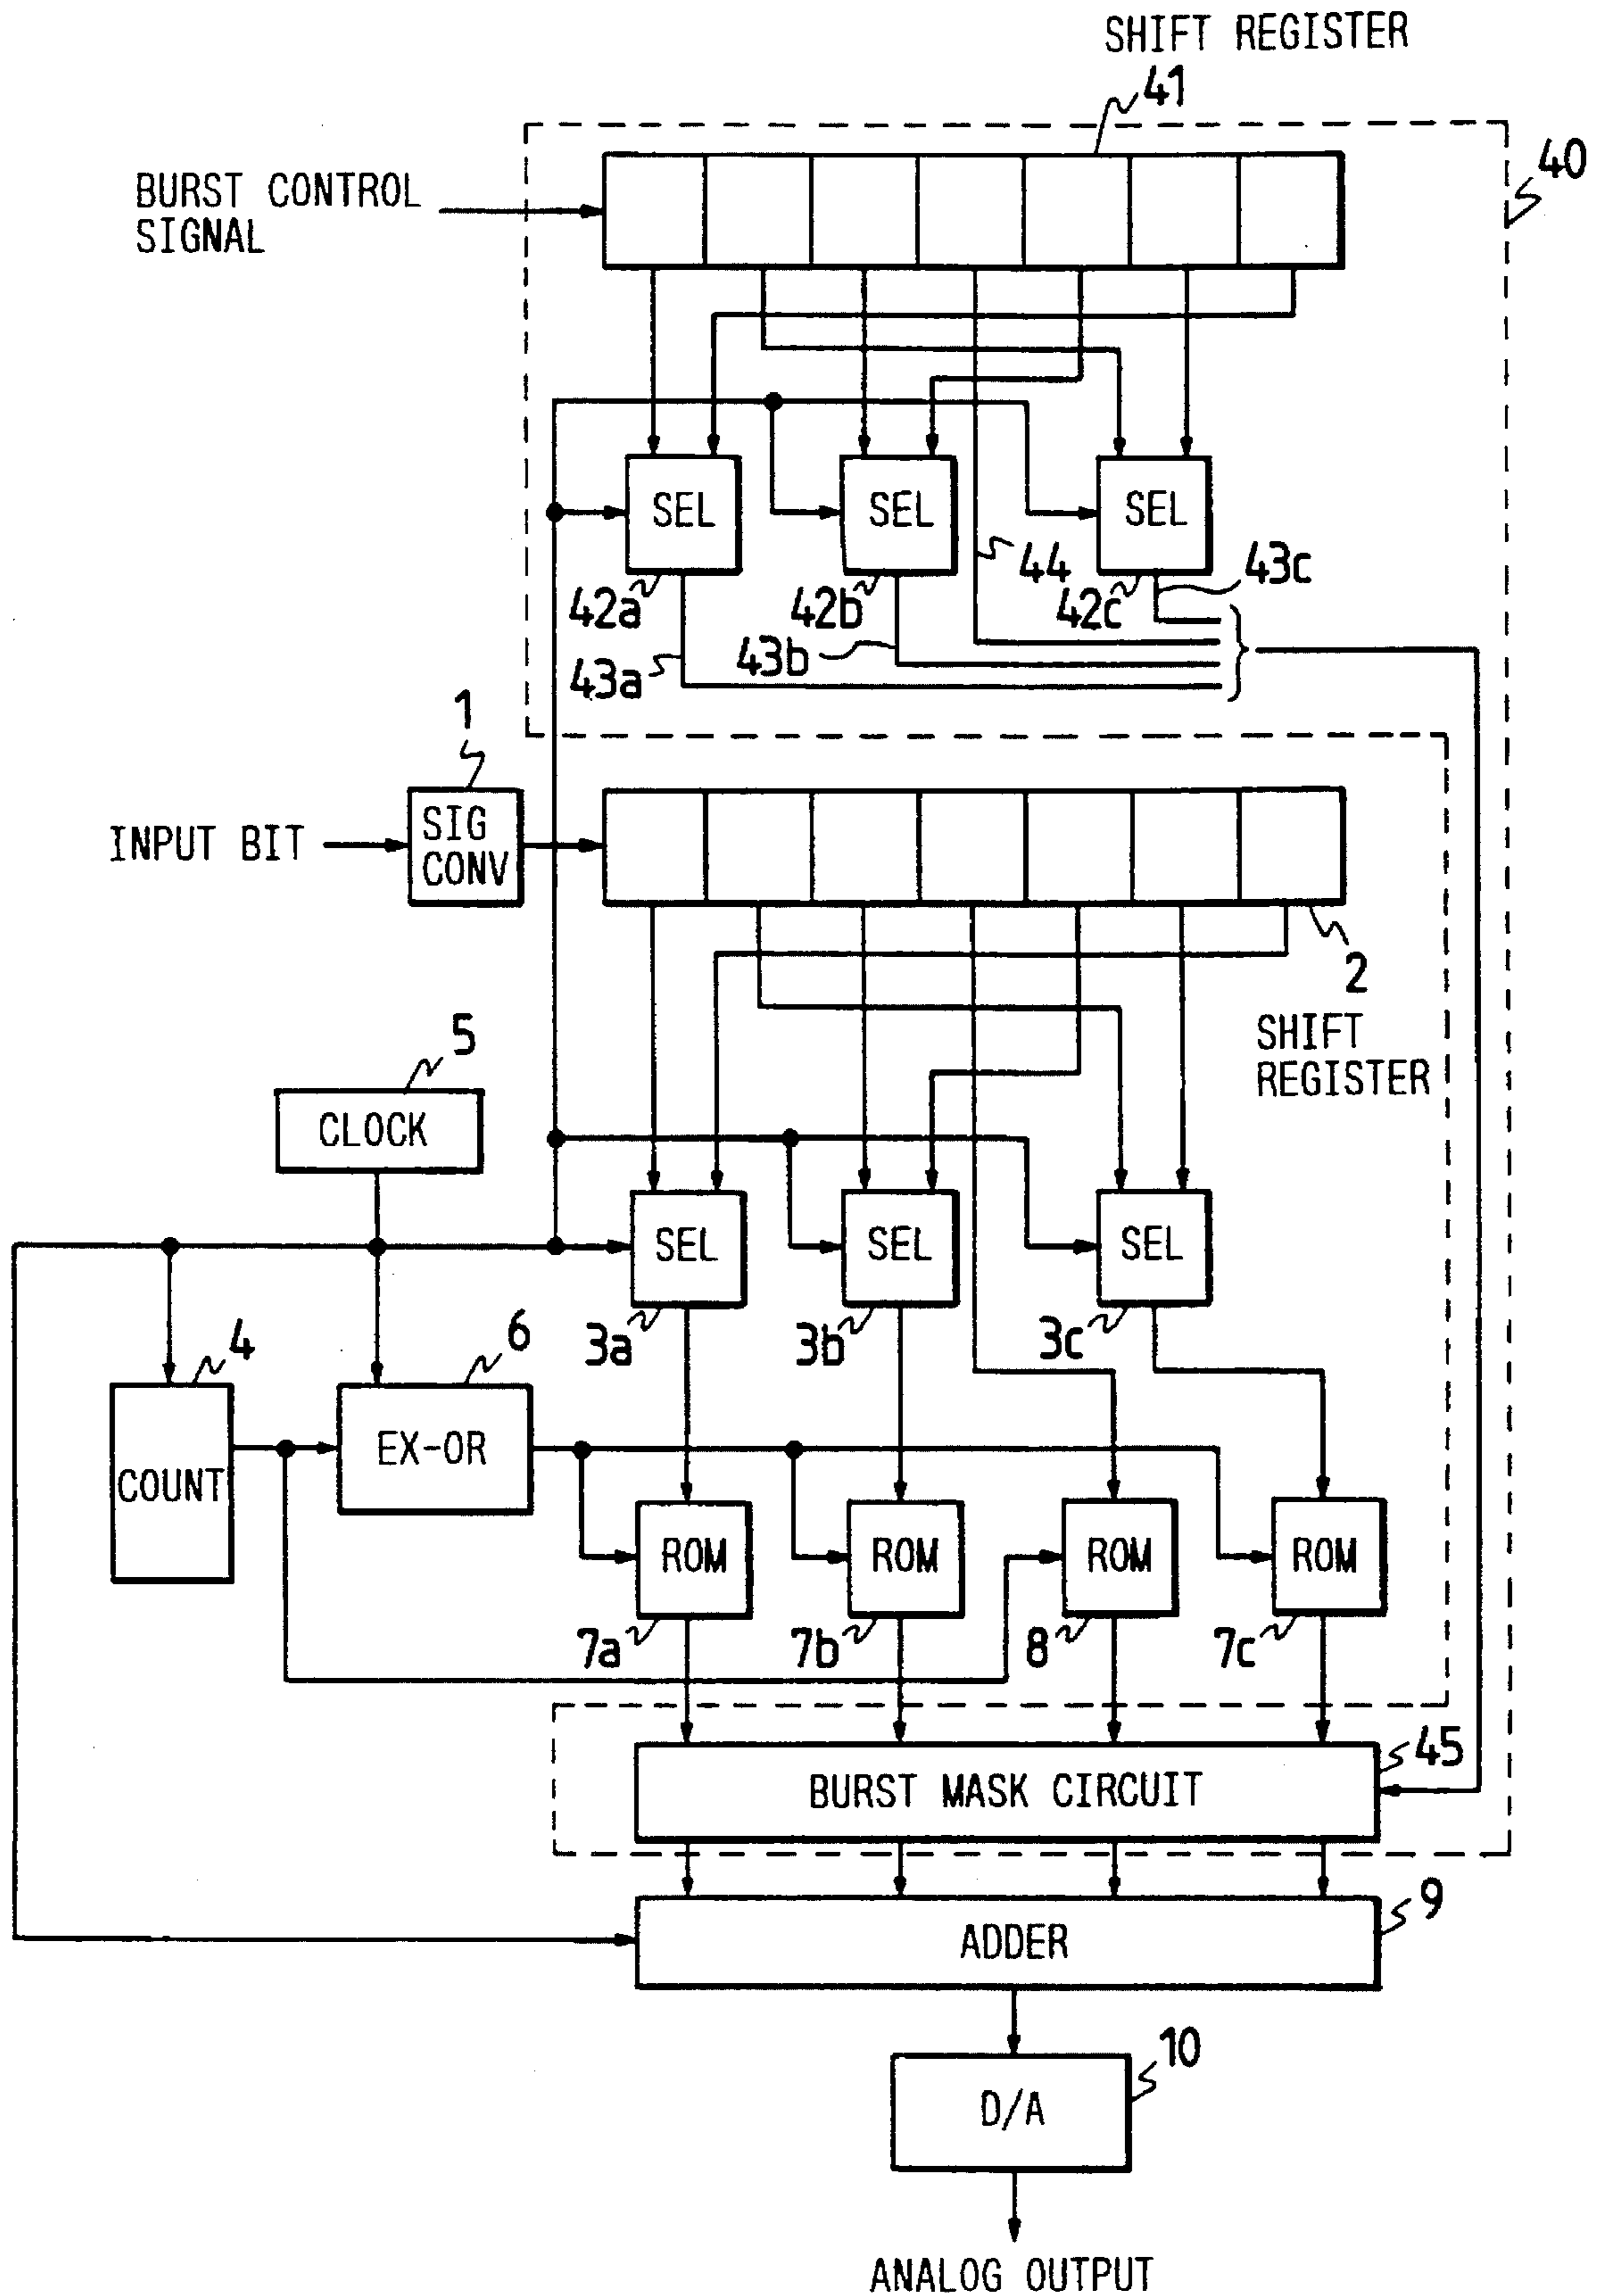 SHIFT REGISTER
41
40
BURST CONTROL
SIGNAL
SEL
SEL
SEL
42a
42b
44
42c
43c
43a
43b
1
INPUT BIT
SIG
CONV
2
SHIFT
REGISTER
5
CLOCK
SEL
SEL
SEL
3a
3b
3c
4
6
COUNT
EX-OR
ROM
ROM
ROM
ROM
7a
7b
8
7c
45
BURST MASK CIRCUIT
9
ADDER
10
D/A
ANALOG OUTPUT